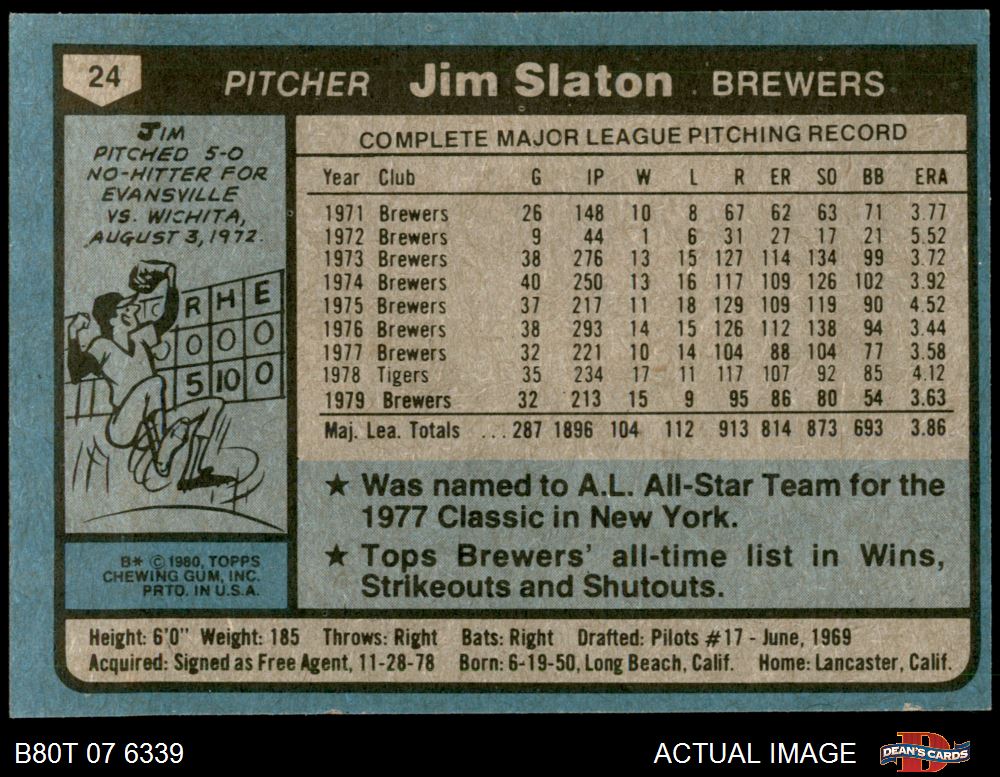 24
PITCHER Jim Slaton BREWERS
JIM
PITCHED 5-0
NO-HITTER FOR
EVANSVILLE
VS. WICHITA,
AUGUST 3, 1972.
R H E
0 0 0
5 10 0
B* © 1980, TOPPS
CHEWING GUM, INC.
PRTD. IN U.S.A.
COMPLETE MAJOR LEAGUE PITCHING RECORD
Year Club G IP W L R ER SO BB ERA
1971 Brewers 26 148 10 8 67 62 63 71 3.77
1972 Brewers 9 44 1 6 31 27 17 21 5.52
1973 Brewers 38 276 13 15 127 114 134 99 3.72
1974 Brewers 40 250 13 16 117 109 126 102 3.92
1975 Brewers 37 217 11 18 129 109 119 90 4.52
1976 Brewers 38 293 14 15 126 112 138 94 3.44
1977 Brewers 32 221 10 14 104 88 104 77 3.58
1978 Tigers 35 234 17 11 117 107 92 85 4.12
1979 Brewers 32 213 15 9 95 86 80 54 3.63
Maj. Lea. Totals ... 287 1896 104 112 913 814 873 693 3.86
★ Was named to A.L. All-Star Team for the
1977 Classic in New York.
★ Tops Brewers' all-time list in Wins,
Strikeouts and Shutouts.
Height: 6'0" Weight: 185 Throws: Right Bats: Right Drafted: Pilots #17 - June, 1969
Acquired: Signed as Free Agent, 11-28-78 Born: 6-19-50, Long Beach, Calif. Home: Lancaster, Calif.
B80T 07 6339
ACTUAL IMAGE
D
DEAN'S CARDS